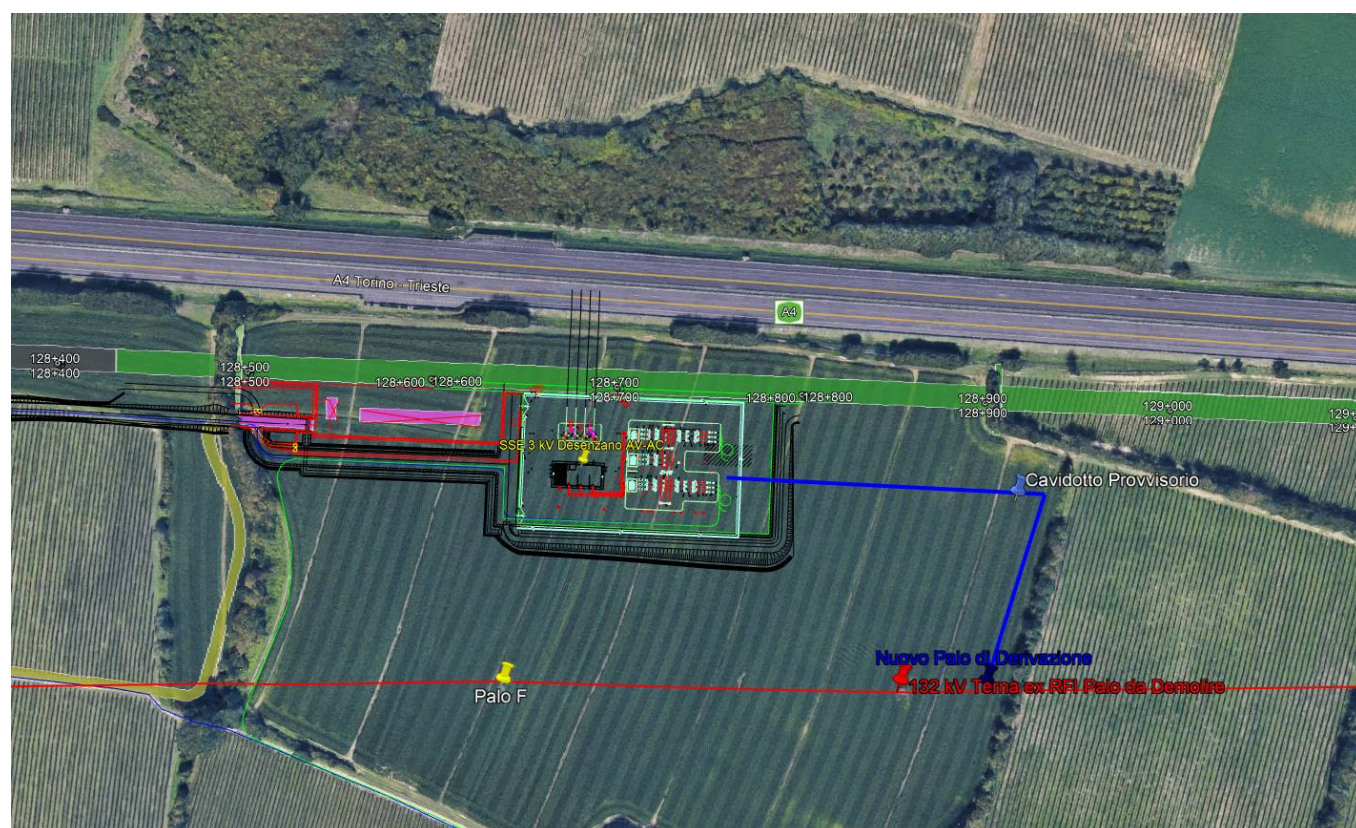 A4 Torino - Trieste
A4
128+400
128+400
128+500
128+500
128+600
128+600
128+700
128+700
128+800
128+800
128+900
128+900
129+000
129+000
SSE 3 kV Desenzano AV-AC
Cavidotto Provvisorio
Nuovo Palo di Derivazione
132 kV Terna ex RFI Palo da Demolire
Palo F